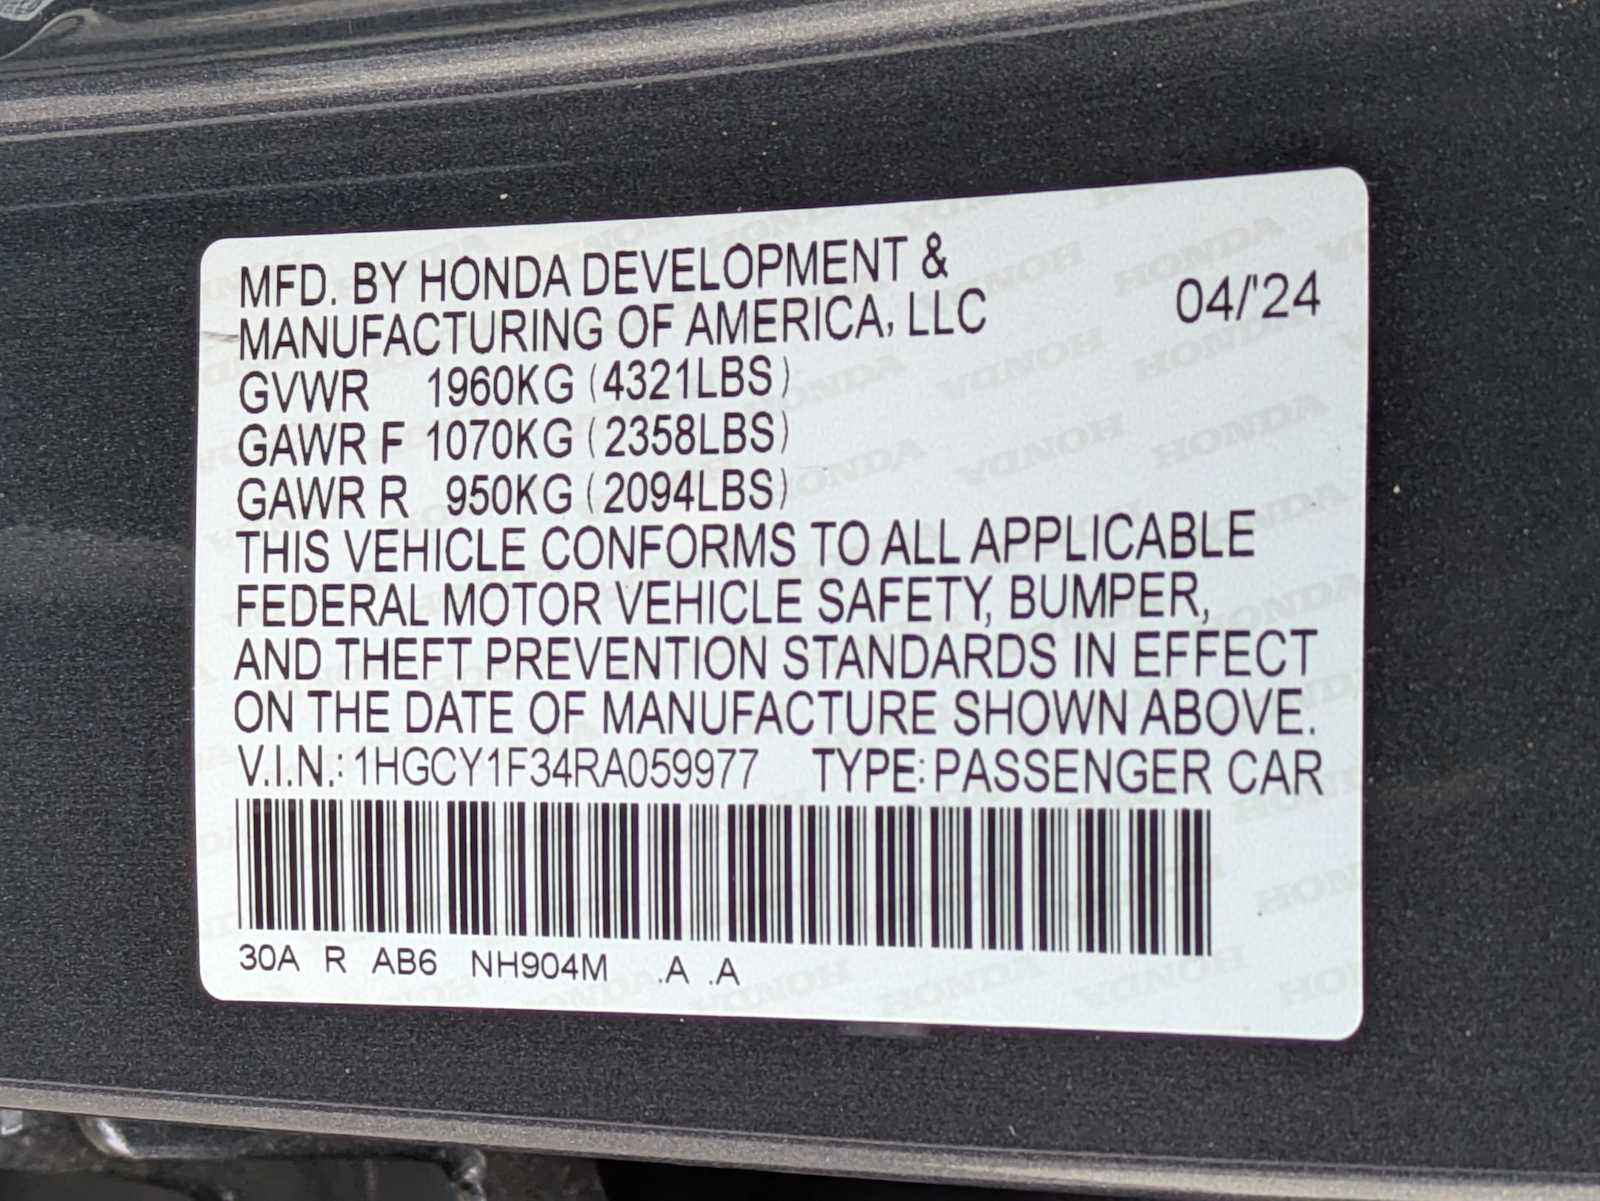 MFD. BY HONDA DEVELOPMENT &
MANUFACTURING OF AMERICA, LLC 04/'24
GVWR 1960KG (4321LBS)
GAWR F 1070KG (2358LBS)
GAWR R 950KG (2094LBS)
THIS VEHICLE CONFORMS TO ALL APPLICABLE
FEDERAL MOTOR VEHICLE SAFETY, BUMPER,
AND THEFT PREVENTION STANDARDS IN EFFECT
ON THE DATE OF MANUFACTURE SHOWN ABOVE.
V.I.N.: 1HGCY1F34RA059977 TYPE: PASSENGER CAR
30A R AB6 NH904M .A .A